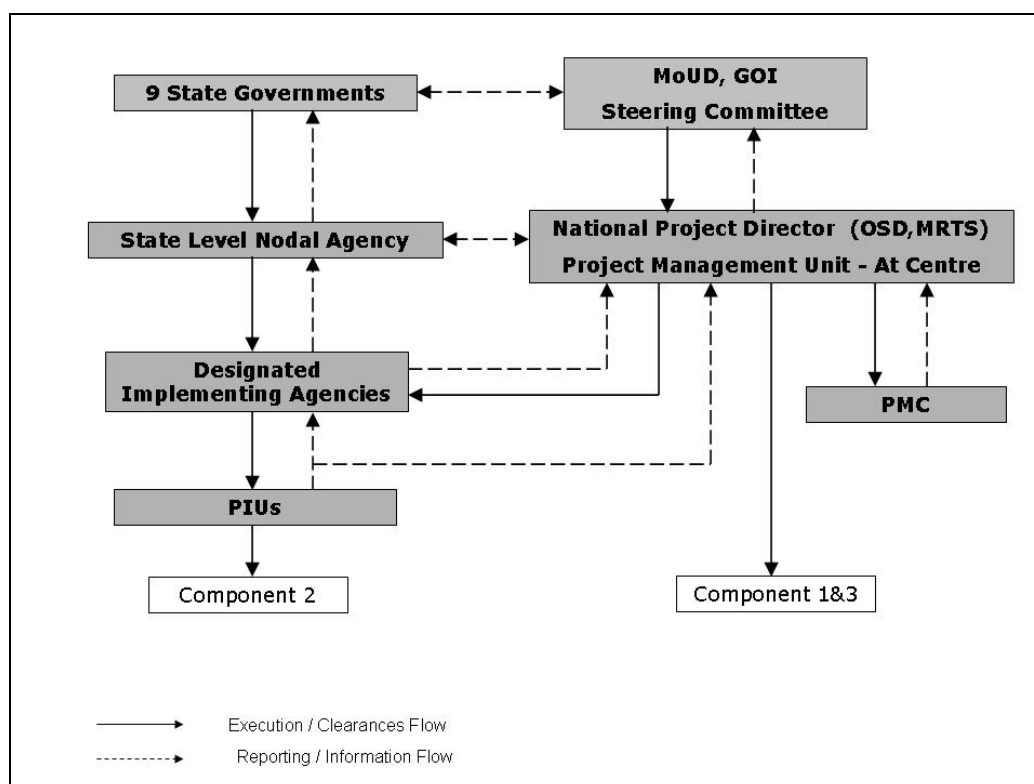 9 State Governments
MoUD, GOI
Steering Committee
State Level Nodal Agency
National Project Director (OSD,MRTS)
Project Management Unit - At Centre
Designated
Implementing Agencies
PMC
PIUs
Component 2
Component 1&3
Execution / Clearances Flow
Reporting / Information Flow